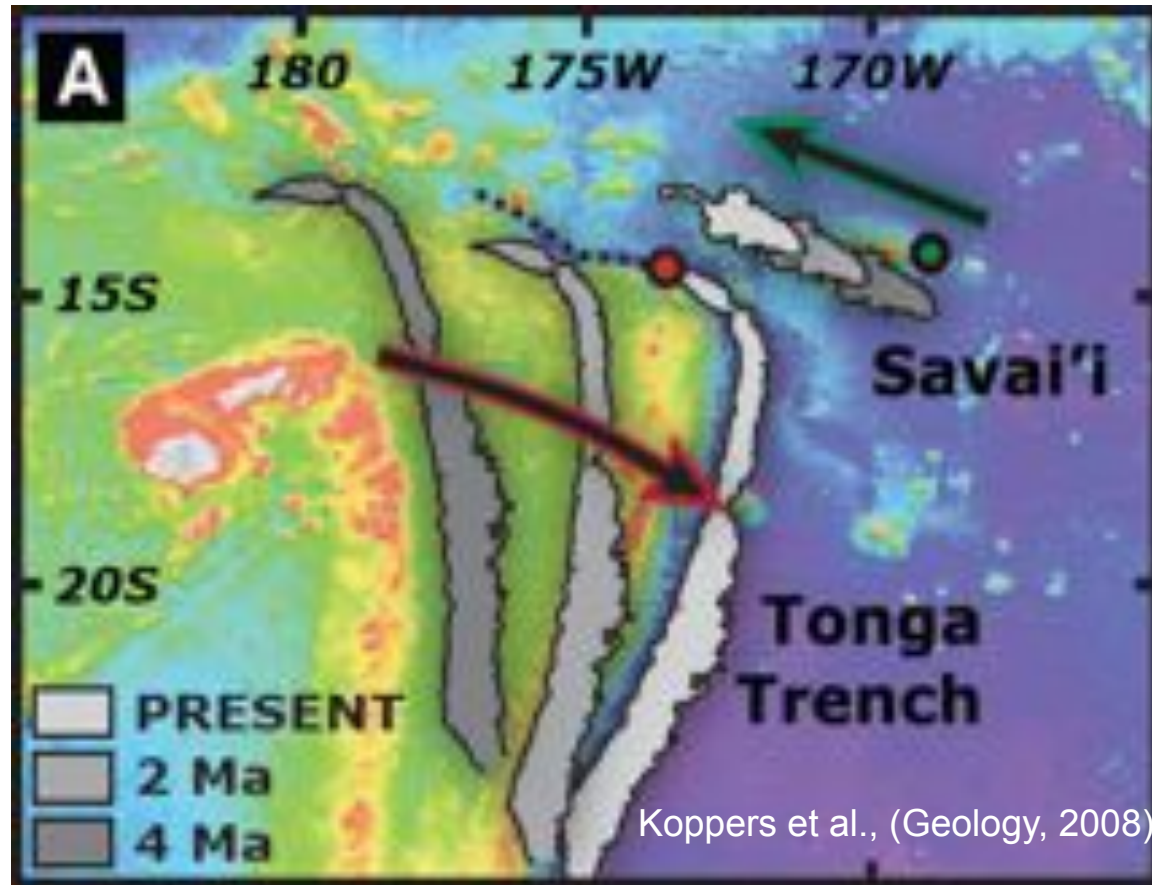 A
180 175W 170W
15S
Savai'i
20S
Tonga
Trench
PRESENT
2 Ma
4 Ma
Koppers et al., (Geology, 2008)